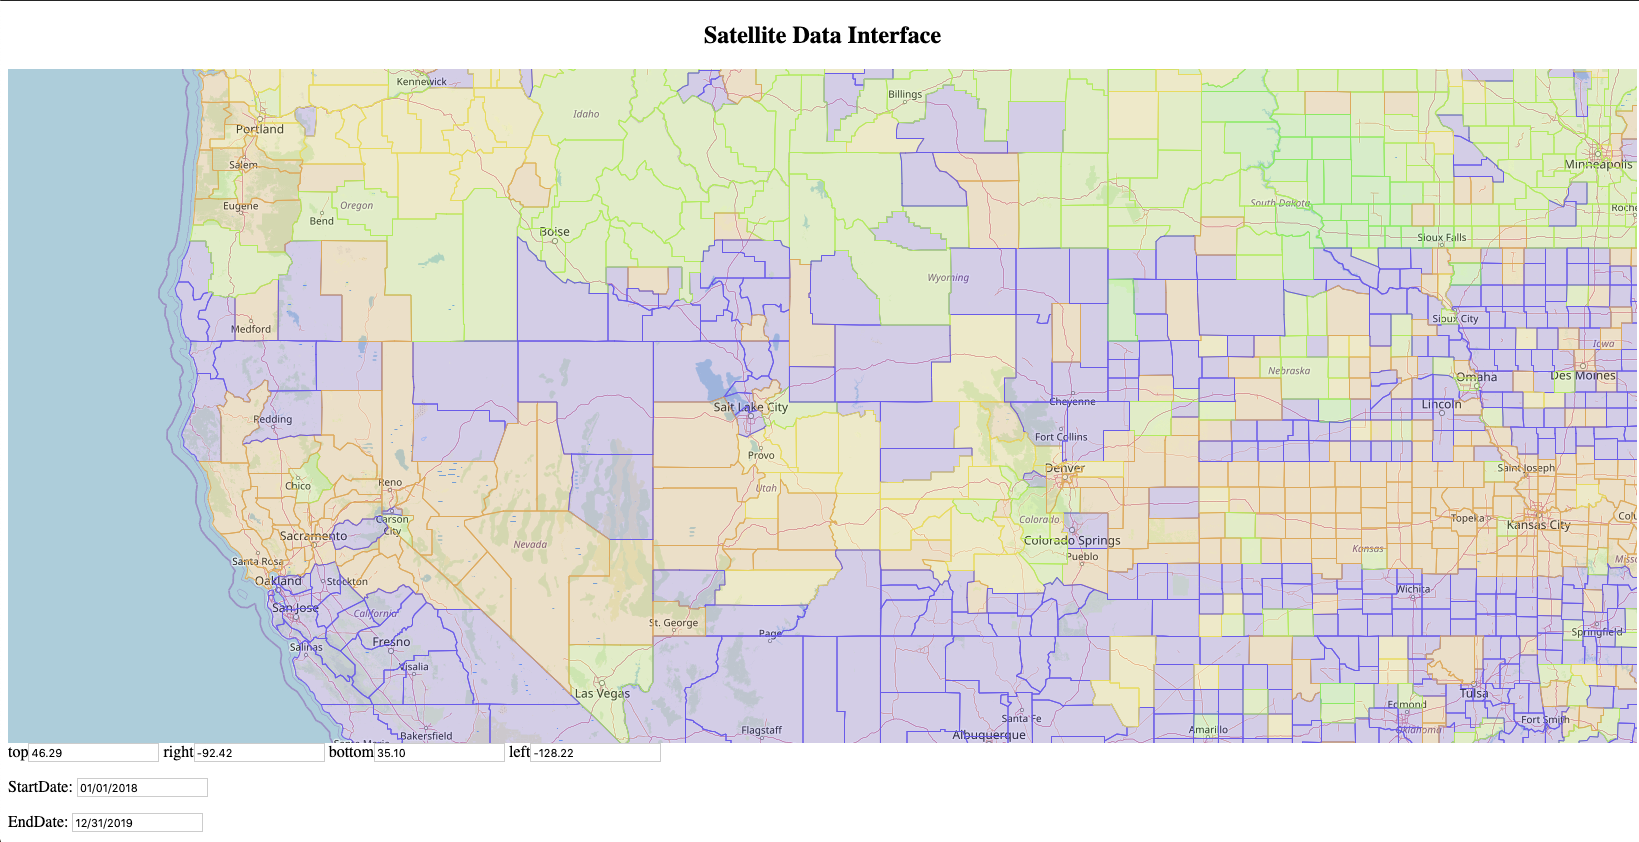 Satellite Data Interface
Kennewick
Billings
Idaho
Portland
Minneapolis
Salem
Eugene
Oregon
South Dakota
Bend
Boise
Sioux Falls
Wyoming
Medford
Sioux City
Iowa
Nebraska
Omaha
Des Moines
Cheyenne
Lincoln
Salt Lake City
Redding
Fort Collins
Provo
Denver
Saint Joseph
Chico
Reno
Utah
Carson City
Colorado
Topeka
Kansas City
Sacramento
Nevada
Colorado Springs
Kansas
Pueblo
Santa Rosa
Oakland
Stockton
Wichita
San Jose
California
St. George
Page
Springfield
Fresno
Salinas
Visalia
Las Vegas
Tulsa
Edmond
Santa Fe
Fort Smith
Flagstaff
Albuquerque
Amarillo
Oklahoma
Bakersfield
top 46.29 right -92.42 bottom 35.10 left -128.22
StartDate: 01/01/2018
EndDate: 12/31/2019